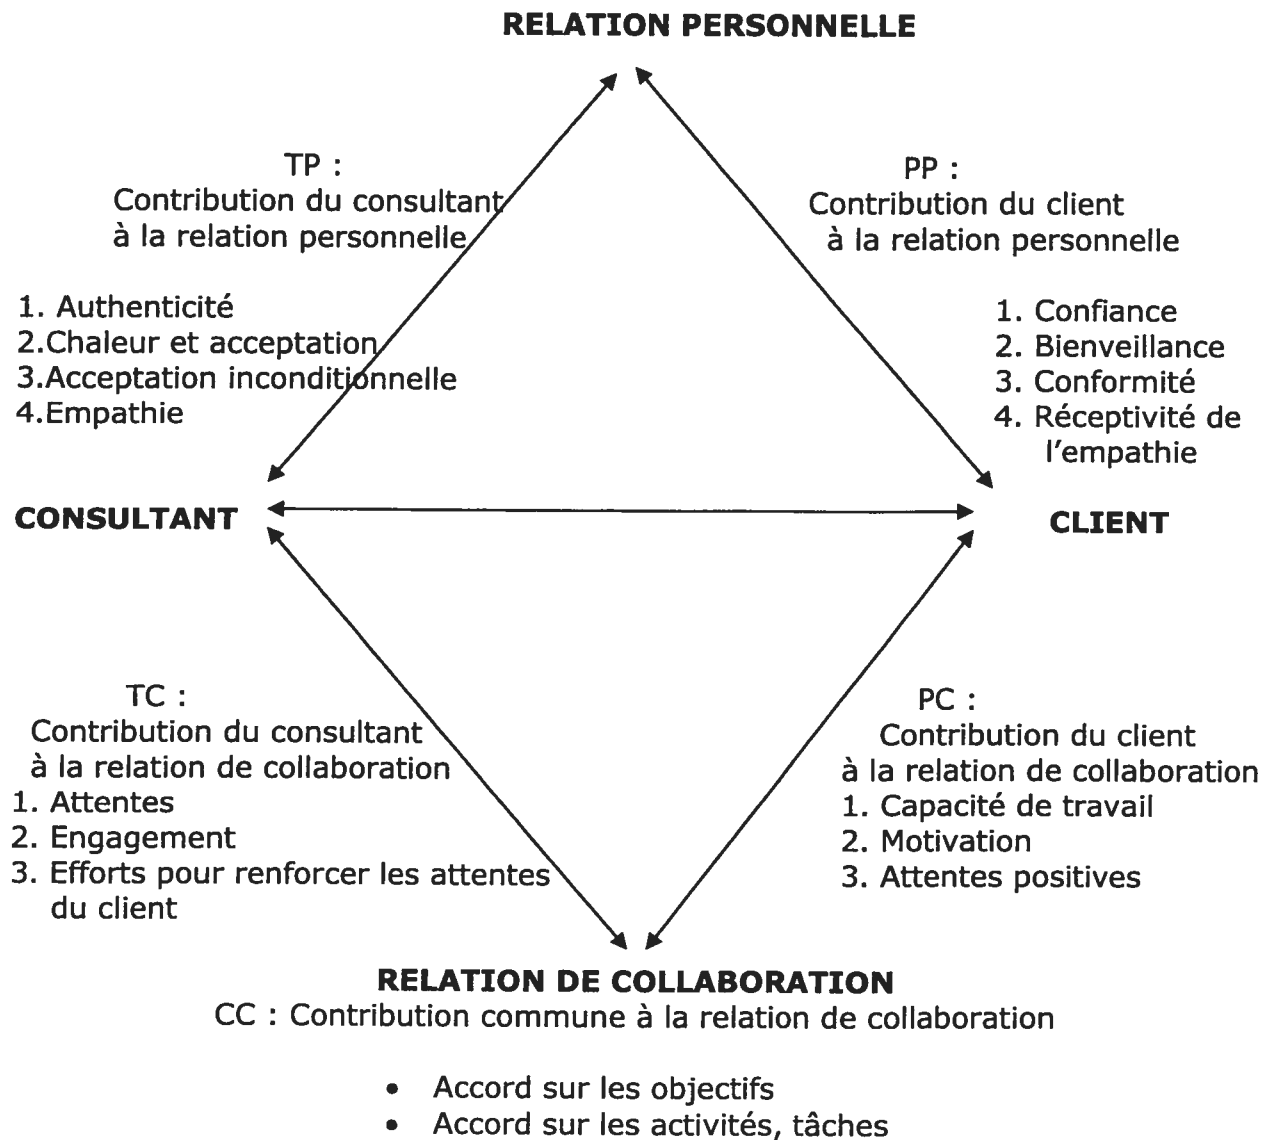 RELATION PERSONNELLE
TP :
Contribution du consultant
à la relation personnelle
1. Authenticité
2.Chaleur et acceptation
3.Acceptation inconditionnelle
4.Empathie
PP :
Contribution du client
à la relation personnelle
1. Confiance
2. Bienveillance
3. Conformité
4. Réceptivité de
l'empathie
CONSULTANT
CLIENT
TC :
Contribution du consultant
à la relation de collaboration
1. Attentes
2. Engagement
3. Efforts pour renforcer les attentes
du client
PC :
Contribution du client
à la relation de collaboration
1. Capacité de travail
2. Motivation
3. Attentes positives
RELATION DE COLLABORATION
CC : Contribution commune à la relation de collaboration
• Accord sur les objectifs
• Accord sur les activités, tâches